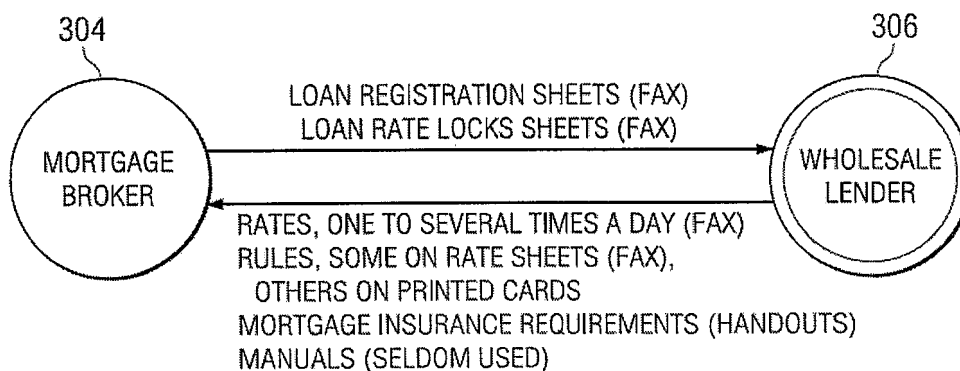 304
306
LOAN REGISTRATION SHEETS (FAX)
LOAN RATE LOCKS SHEETS (FAX)
MORTGAGE
BROKER
WHOLESALE
LENDER
RATES, ONE TO SEVERAL TIMES A DAY (FAX)
RULES, SOME ON RATE SHEETS (FAX),
OTHERS ON PRINTED CARDS
MORTGAGE INSURANCE REQUIREMENTS (HANDOUTS)
MANUALS (SELDOM USED)